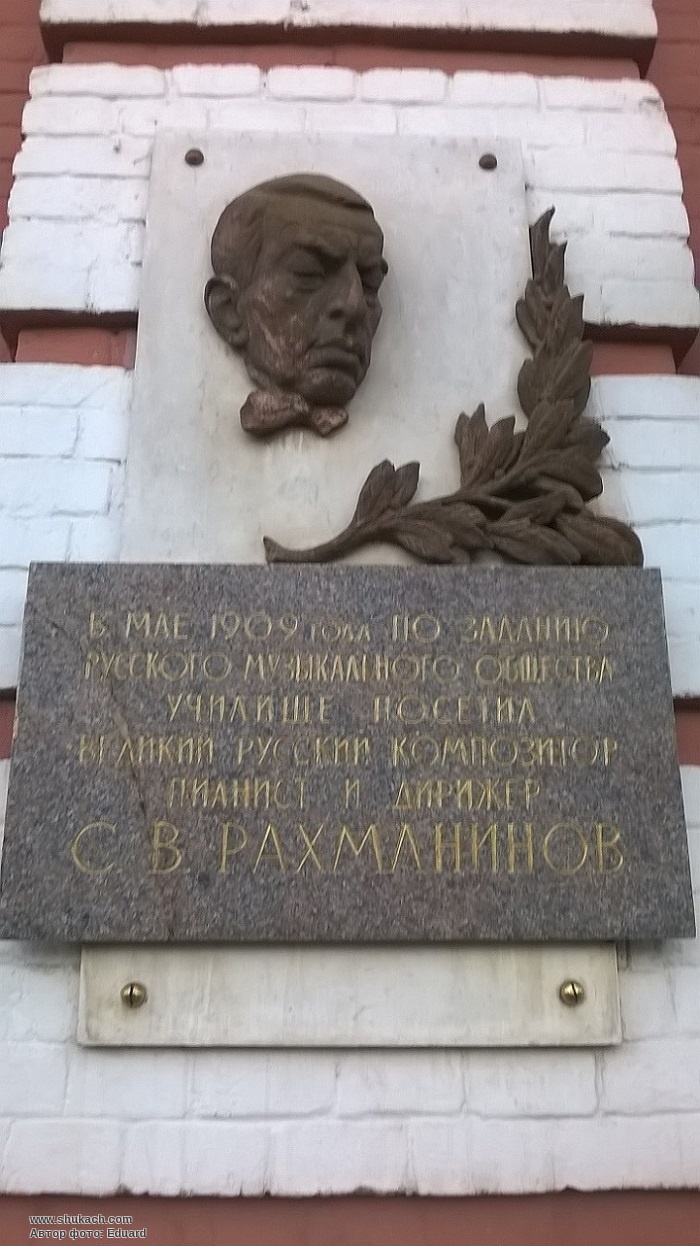 В МАЕ 1909 ГОДА ПО ЗАДАНИЮ
РУССКОГО МУЗЫКАЛЬНОГО ОБЩЕСТВА
УЧИЛИЩЕ ПОСЕТИЛ
ВЕЛИКИЙ РУССКИЙ КОМПОЗИТОР
ПИАНИСТ И ДИРИЖЕР
С В РАХМАНИНОВ
www.shukach.com
Автор фото: Eduard